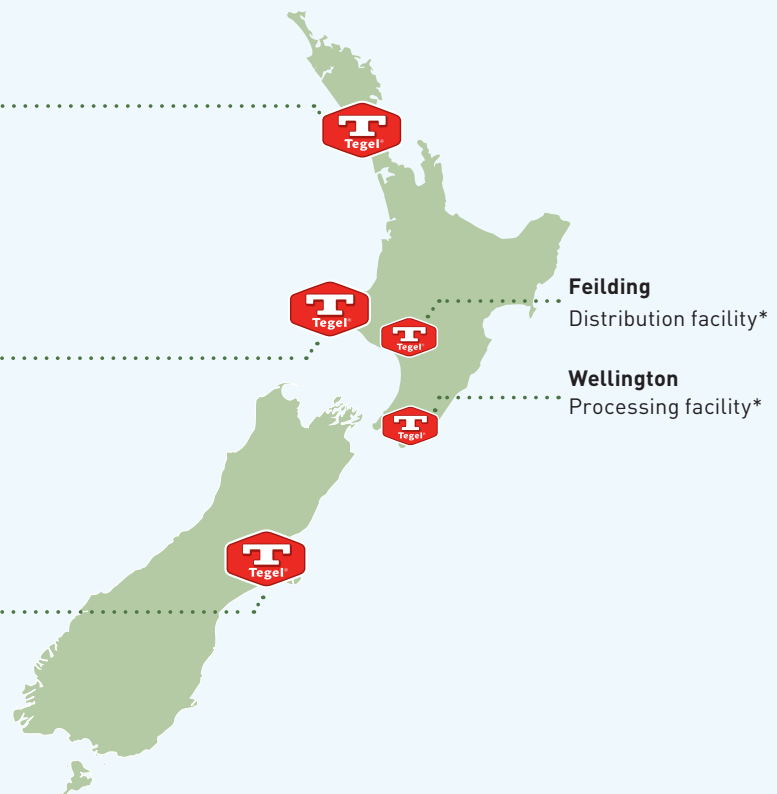 Tegel®
Tegel®
Feilding
Distribution facility*
Tegel®
Wellington
Processing facility*
Tegel®
Tegel®